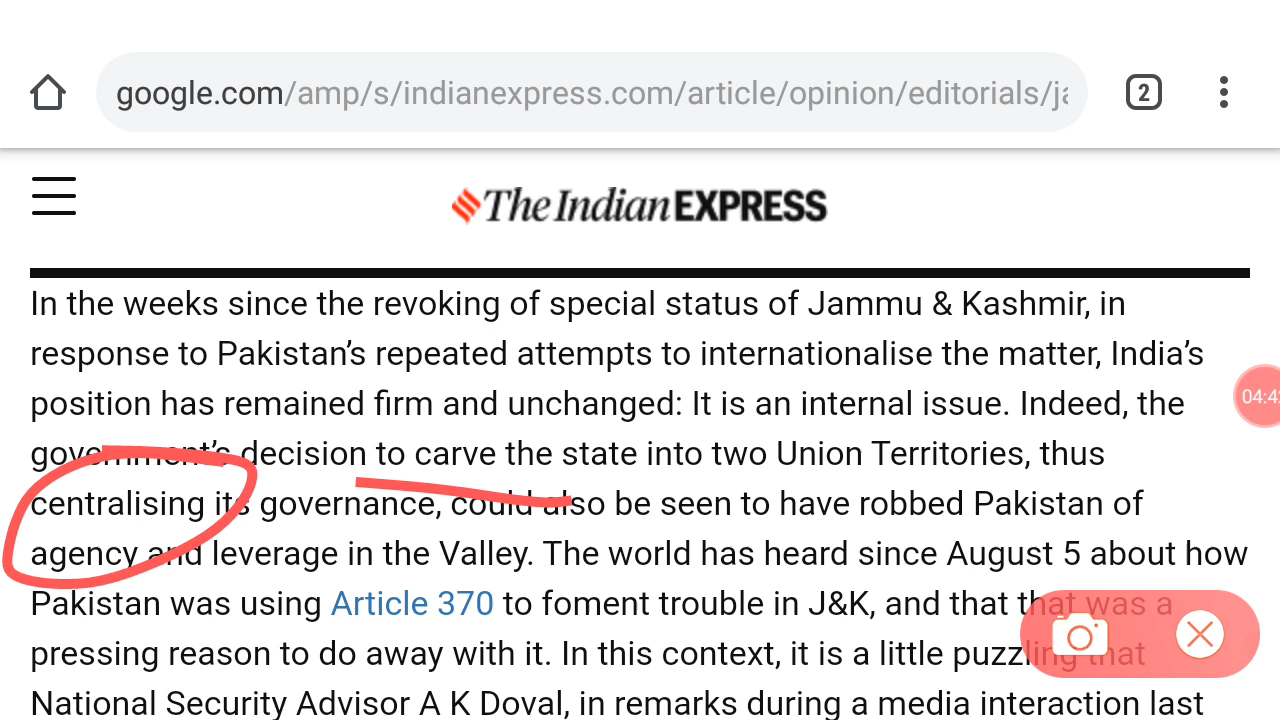 google.com/amp/s/indianexpress.com/article/opinion/editorials/ja
2
The Indian EXPRESS
In the weeks since the revoking of special status of Jammu & Kashmir, in
response to Pakistan’s repeated attempts to internationalise the matter, India’s
position has remained firm and unchanged: It is an internal issue. Indeed, the
04:42
government’s decision to carve the state into two Union Territories, thus
centralising its governance, could also be seen to have robbed Pakistan of
agency and leverage in the Valley. The world has heard since August 5 about how
Pakistan was using Article 370 to foment trouble in J&K, and that that was a
pressing reason to do away with it. In this context, it is a little puzzling that
National Security Advisor A K Doval, in remarks during a media interaction last